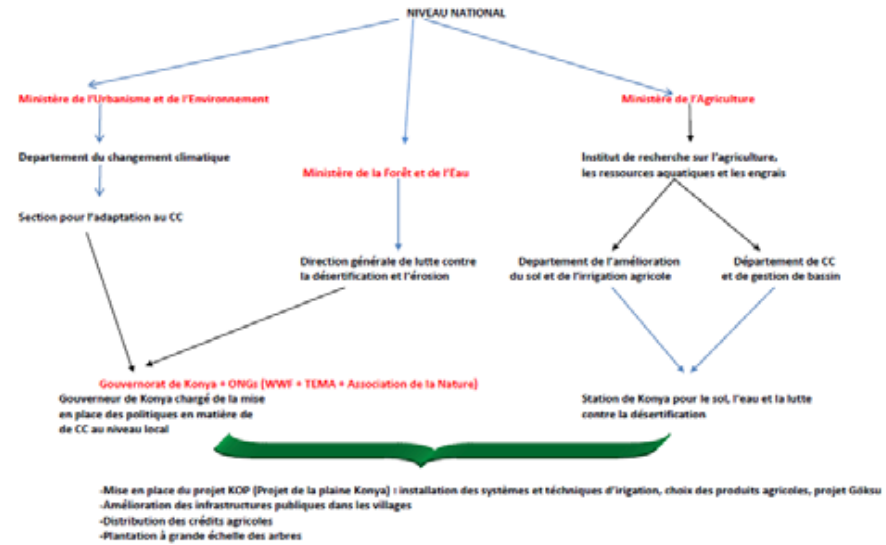 NIVEAU NATIONAL
Ministère de l'Urbanisme et de l'Environnement
Ministère de l'Agriculture
Departement du changement climatique
Institut de recherche sur l'agriculture,
les ressources aquatiques et les engrais
Ministère de la Forêt et de l'Eau
Section pour l'adaptation au CC
Direction générale de lutte contre
la désertification et l'érosion
Departement de l'amélioration
du sol et de l'irrigation agricole
Département de CC
et de gestion de bassin
Gouvernorat de Konya + ONGs (WWF + TEMA + Association de la Nature)
Gouverneur de Konya chargé de la mise
en place des politiques en matière de
de CC au niveau local
Station de Konya pour le sol, l'eau et la lutte
contre la désertification
-Mise en place du projet KOP (Projet de la plaine Konya) : installation des systèmes et téchniques d'irigation, choix des produits agricoles, projet Göksu
-Amélioration des infrastructures publiques dans les villages
-Distribution des crédits agricoles
-Plantation à grande échelle des arbres